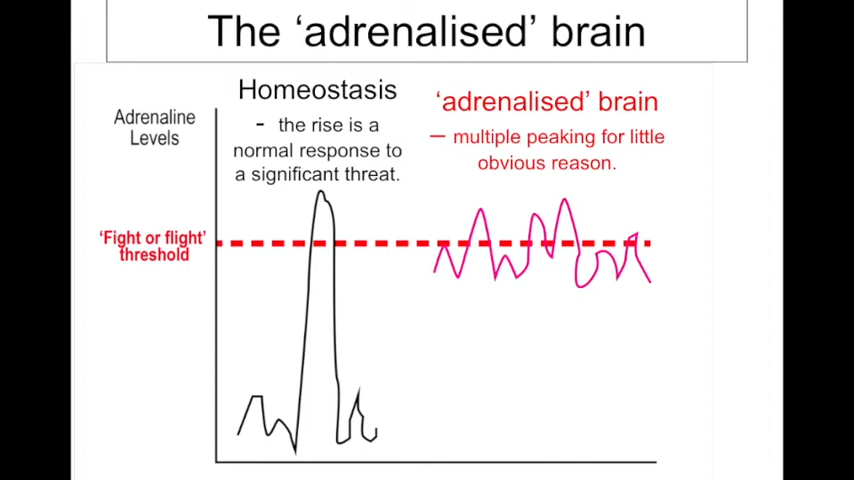 The ‘adrenalised’ brain
Homeostasis
- the rise is a
normal response to
a significant threat.
‘adrenalised’ brain
– multiple peaking for little
obvious reason.
Adrenaline
Levels
‘Fight or flight’
threshold